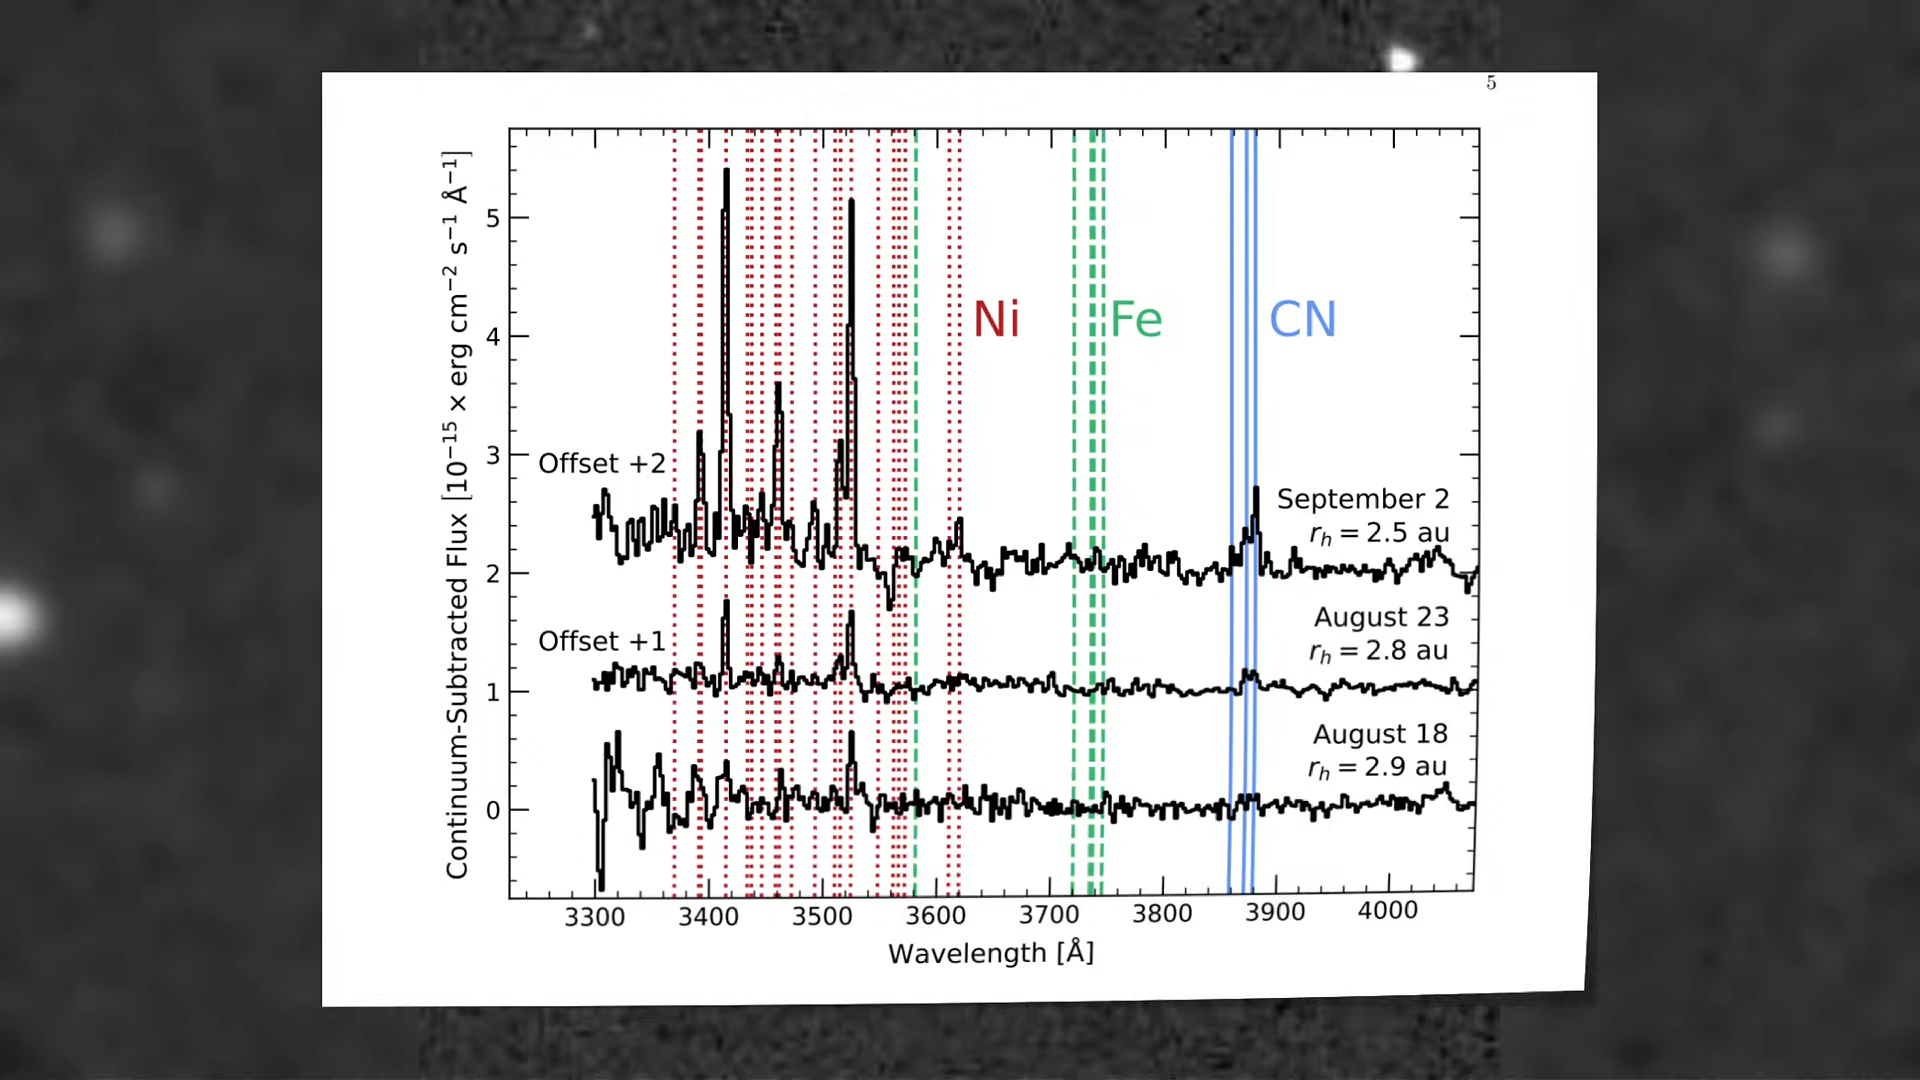 5
Continuum-Subtracted Flux [10⁻¹⁵ × erg cm⁻² s⁻¹ Å⁻¹]
5
4
3
2
1
0
Ni
Fe
CN
Offset +2
September 2
r_h = 2.5 au
Offset +1
August 23
r_h = 2.8 au
August 18
r_h = 2.9 au
3300 3400 3500 3600 3700 3800 3900 4000
Wavelength [Å]